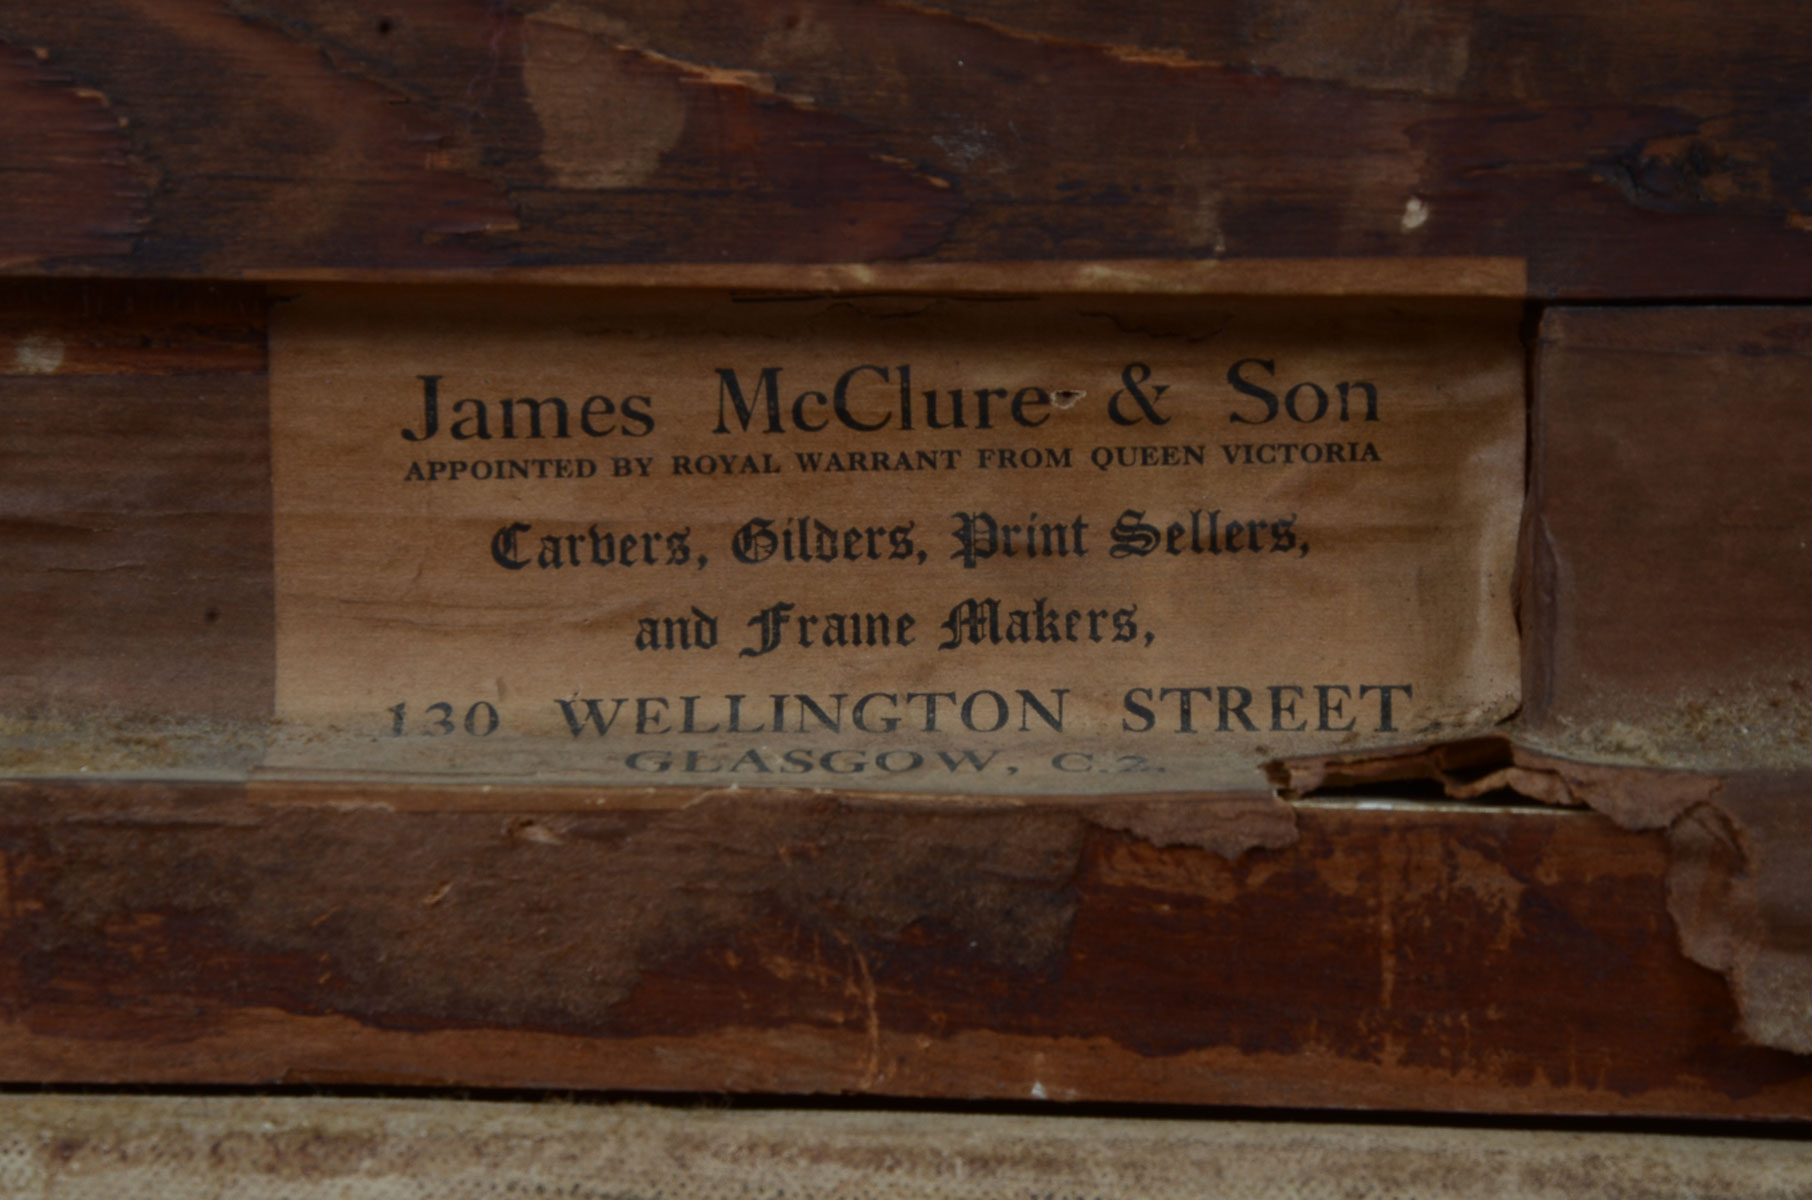 James McClure & Son
APPOINTED BY ROYAL WARRANT FROM QUEEN VICTORIA
Carvers, Gilders, Print Sellers,
and Frame Makers,
130 WELLINGTON STREET
GLASGOW, C.2.